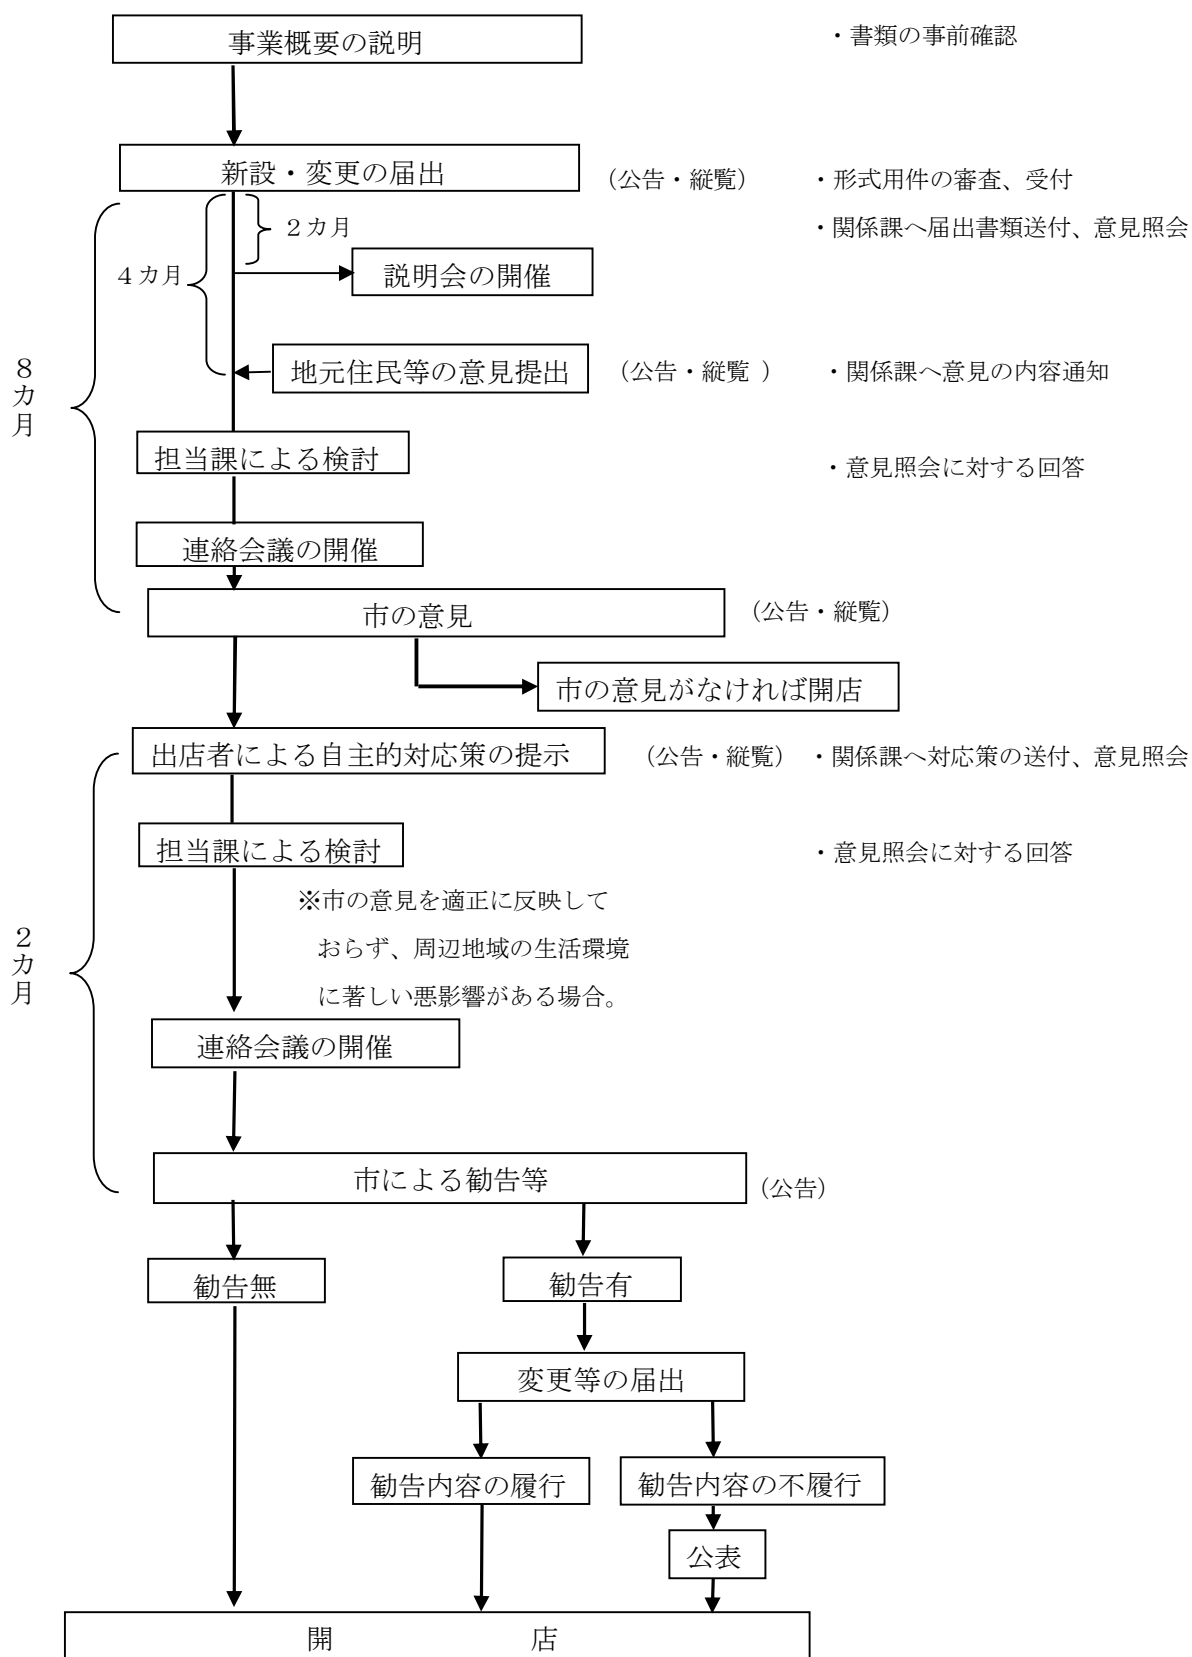 事業概要の説明
・書類の事前確認
新設・変更の届出
（公告・縦覧）
・形式用件の審査、受付
２カ月
・関係課へ届出書類送付、意見照会
４カ月
説明会の開催
８カ月
地元住民等の意見提出
（公告・縦覧 ）
・関係課へ意見の内容通知
担当課による検討
・意見照会に対する回答
連絡会議の開催
市の意見
（公告・縦覧）
市の意見がなければ開店
出店者による自主的対応策の提示
（公告・縦覧）
・関係課へ対応策の送付、意見照会
担当課による検討
・意見照会に対する回答
※市の意見を適正に反映して
おらず、周辺地域の生活環境
に著しい悪影響がある場合。
２カ月
連絡会議の開催
市による勧告等
（公告）
勧告無
勧告有
変更等の届出
勧告内容の履行
勧告内容の不履行
公表
開 店